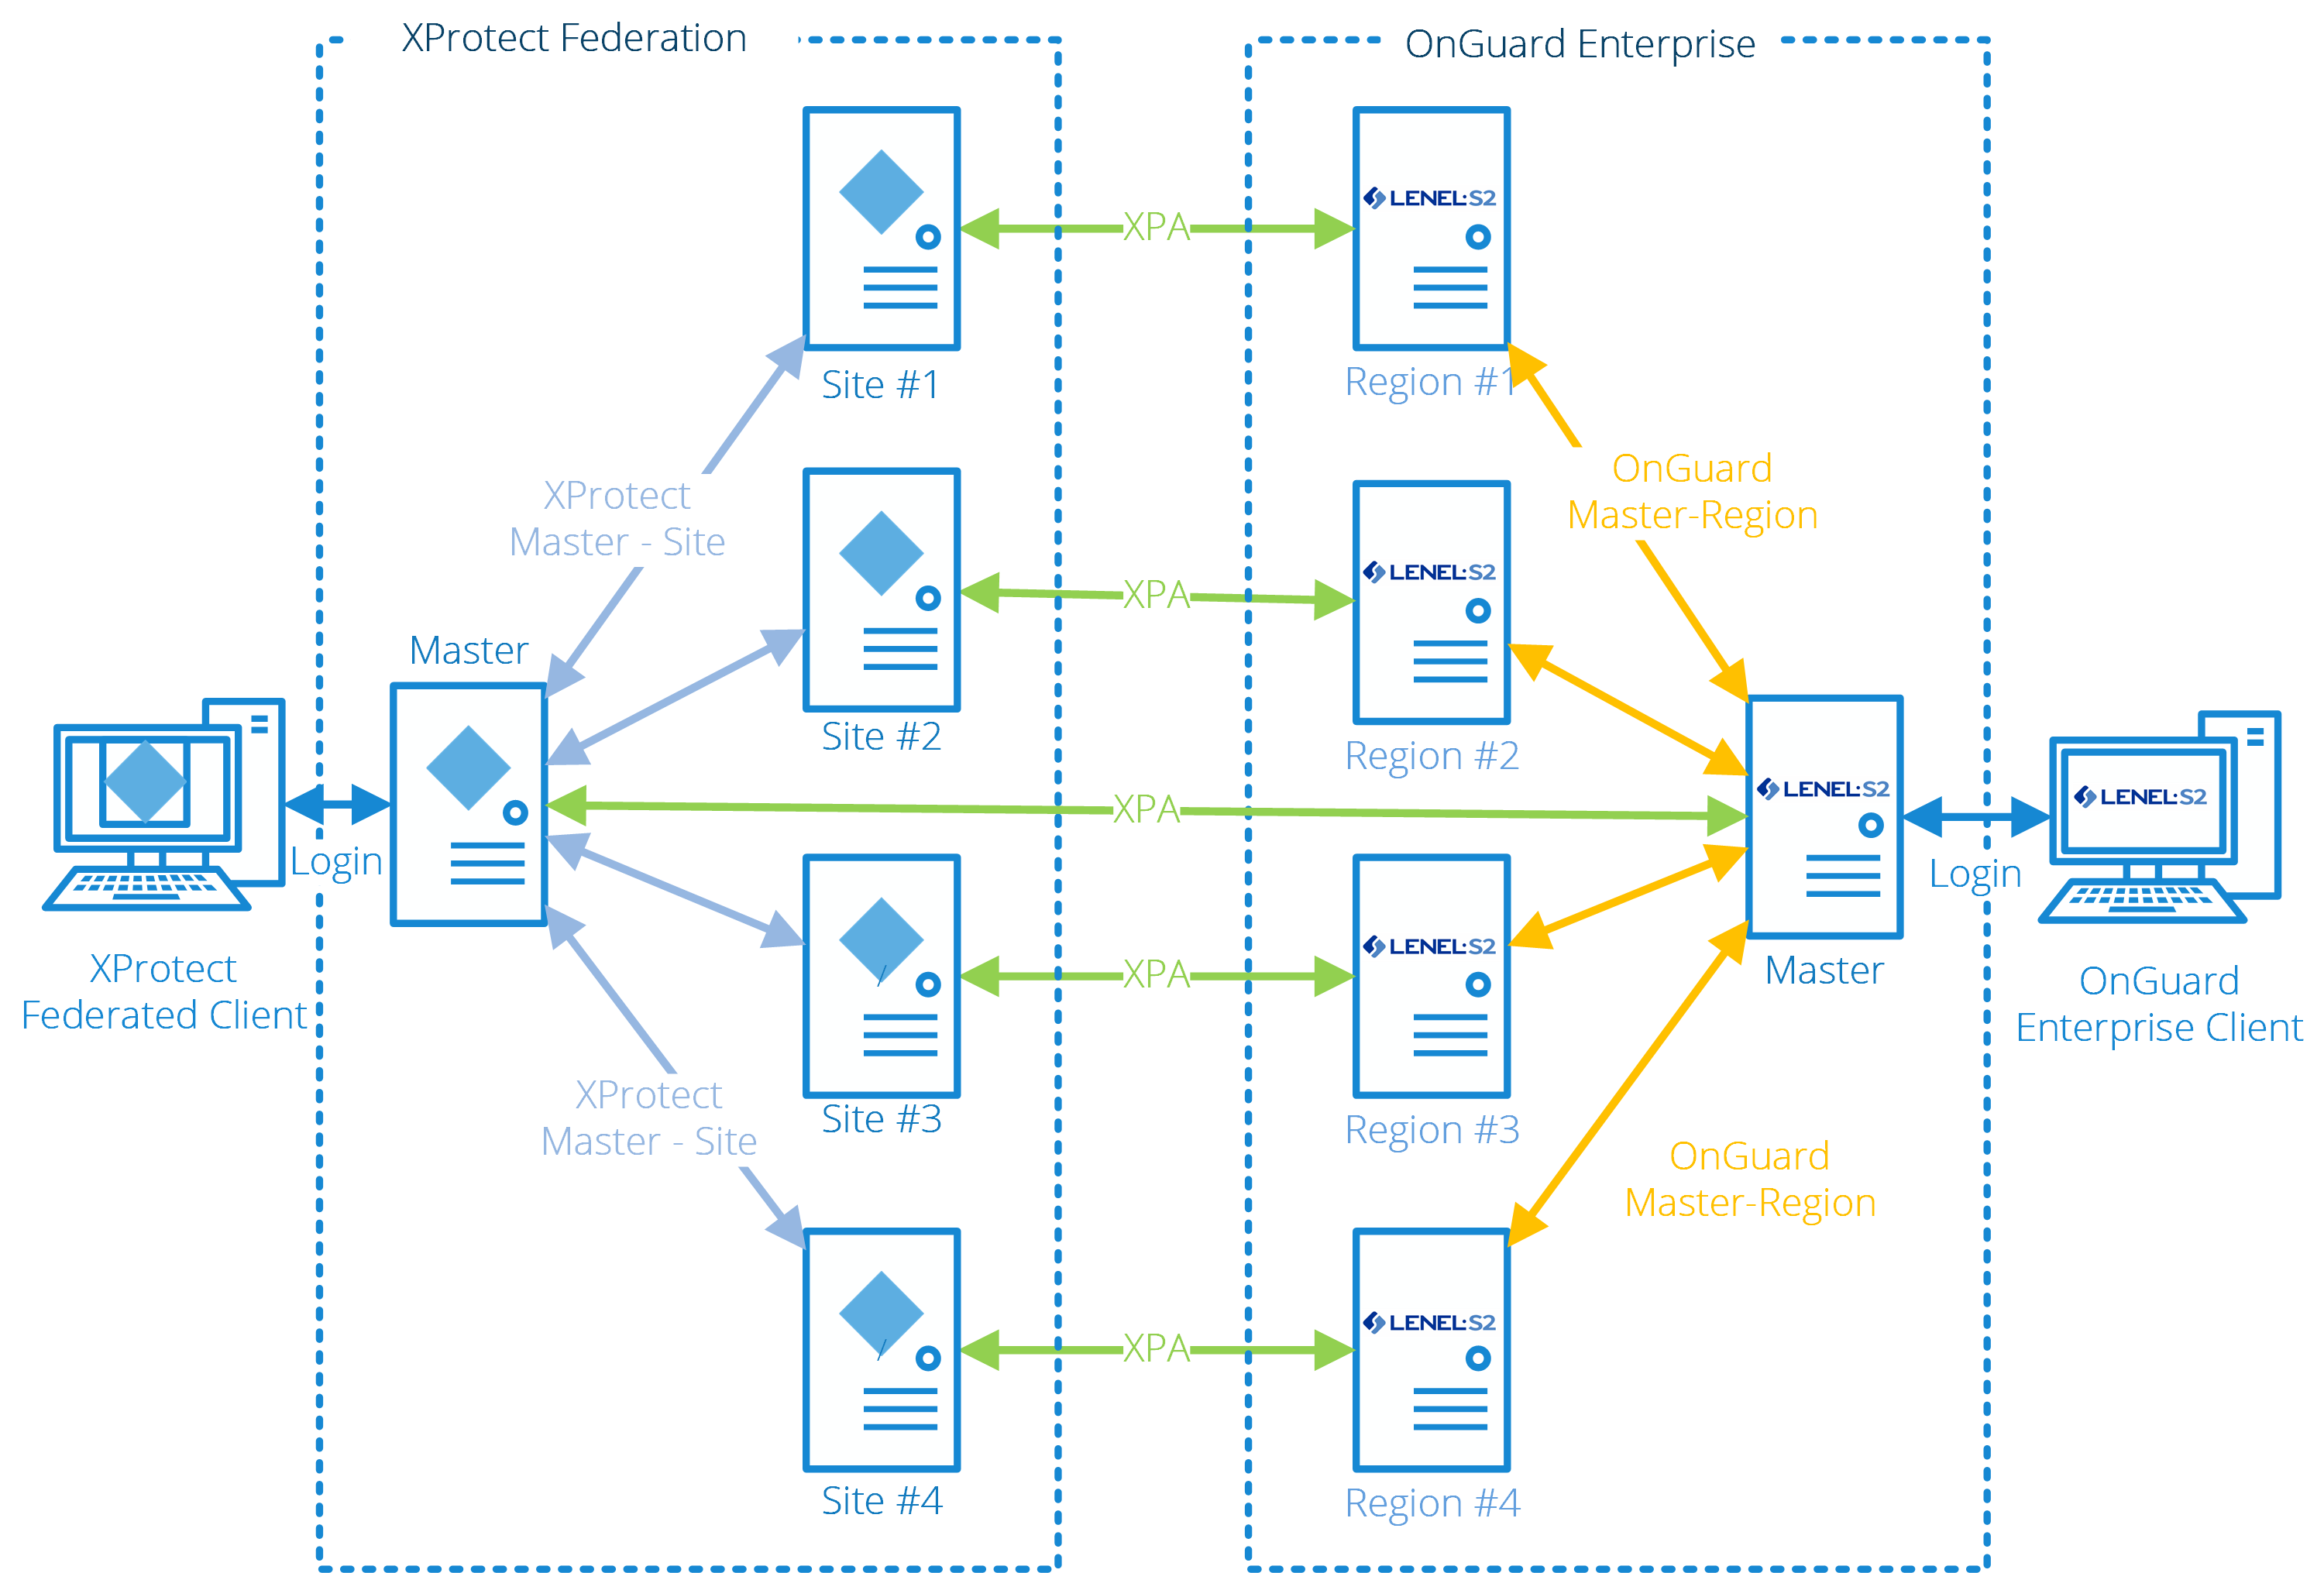 XProtect Federation
OnGuard Enterprise
LENEL:S2
XPA
Site #1
Region #1
OnGuard
Master-Region
XProtect
Master - Site
LENEL:S2
XPA
Master
Site #2
Region #2
LENEL:S2
LENEL:S2
XPA
Login
Login
LENEL:S2
XPA
XProtect
Federated Client
Master
OnGuard
Enterprise Client
XProtect
Master - Site
Site #3
Region #3
OnGuard
Master-Region
LENEL:S2
XPA
Site #4
Region #4